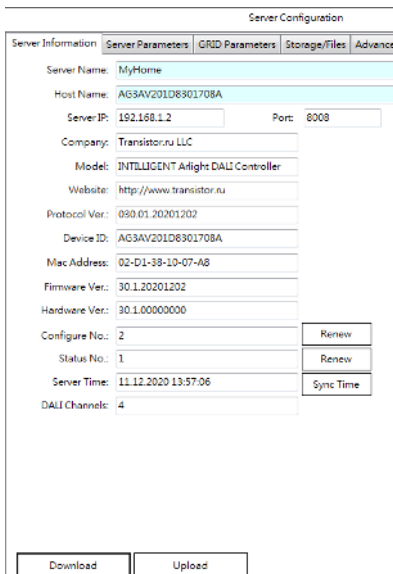 Server Configuration
Server Information Server Parameters GRID Parameters Storage/Files Advance
Server Name: MyHome
Host Name: AG3AV201D8301708A
Server IP: 192.168.1.2 Port: 8008
Company: Transistor.ru LLC
Model: INTILLIGENT Arlight DALI Controller
Website: http://www.transistor.ru
Protocol Ver.: 030.01.20201202
Device ID: AG3AV201D8301708A
Mac Address: 02-D1-38-10-07-A8
Firmware Ver.: 30.1.20201202
Hardware Ver.: 30.1.00000000
Configure No.: 2 Renew
Status No.: 1 Renew
Server Time: 11.12.2020 13:57:06 Sync Time
DALI Channels: 4
Download Upload